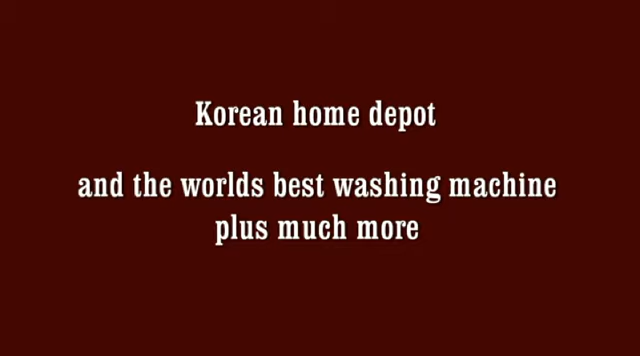 Korean home depot
and the worlds best washing machine
plus much more